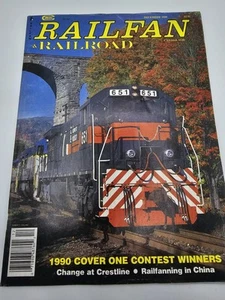 RAILFAN
& RAILROAD
651 651
1990 COVER ONE CONTEST WINNERS
Change at Crestline • Railfanning in China